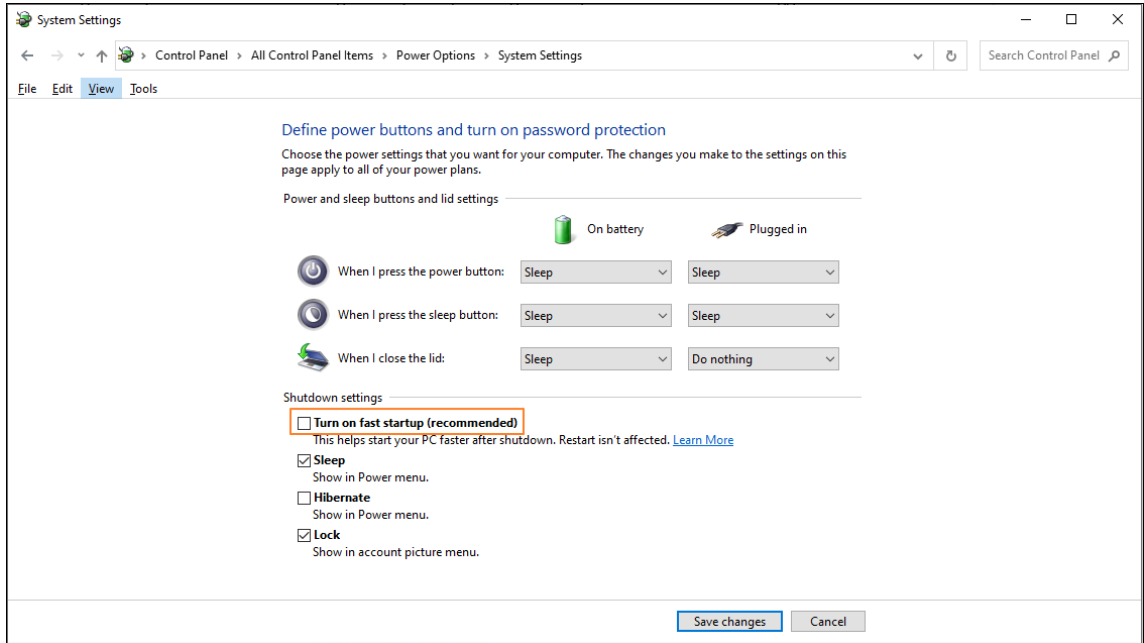 System Settings
Control Panel > All Control Panel Items > Power Options > System Settings
Search Control Panel
File Edit View Tools
Define power buttons and turn on password protection
Choose the power settings that you want for your computer. The changes you make to the settings on this
page apply to all of your power plans.
Power and sleep buttons and lid settings
On battery Plugged in
When I press the power button: Sleep Sleep
When I press the sleep button: Sleep Sleep
When I close the lid: Sleep Do nothing
Shutdown settings
Turn on fast startup (recommended)
This helps start your PC faster after shutdown. Restart isn't affected. Learn More
Sleep
Show in Power menu.
Hibernate
Show in Power menu.
Lock
Show in account picture menu.
Save changes Cancel